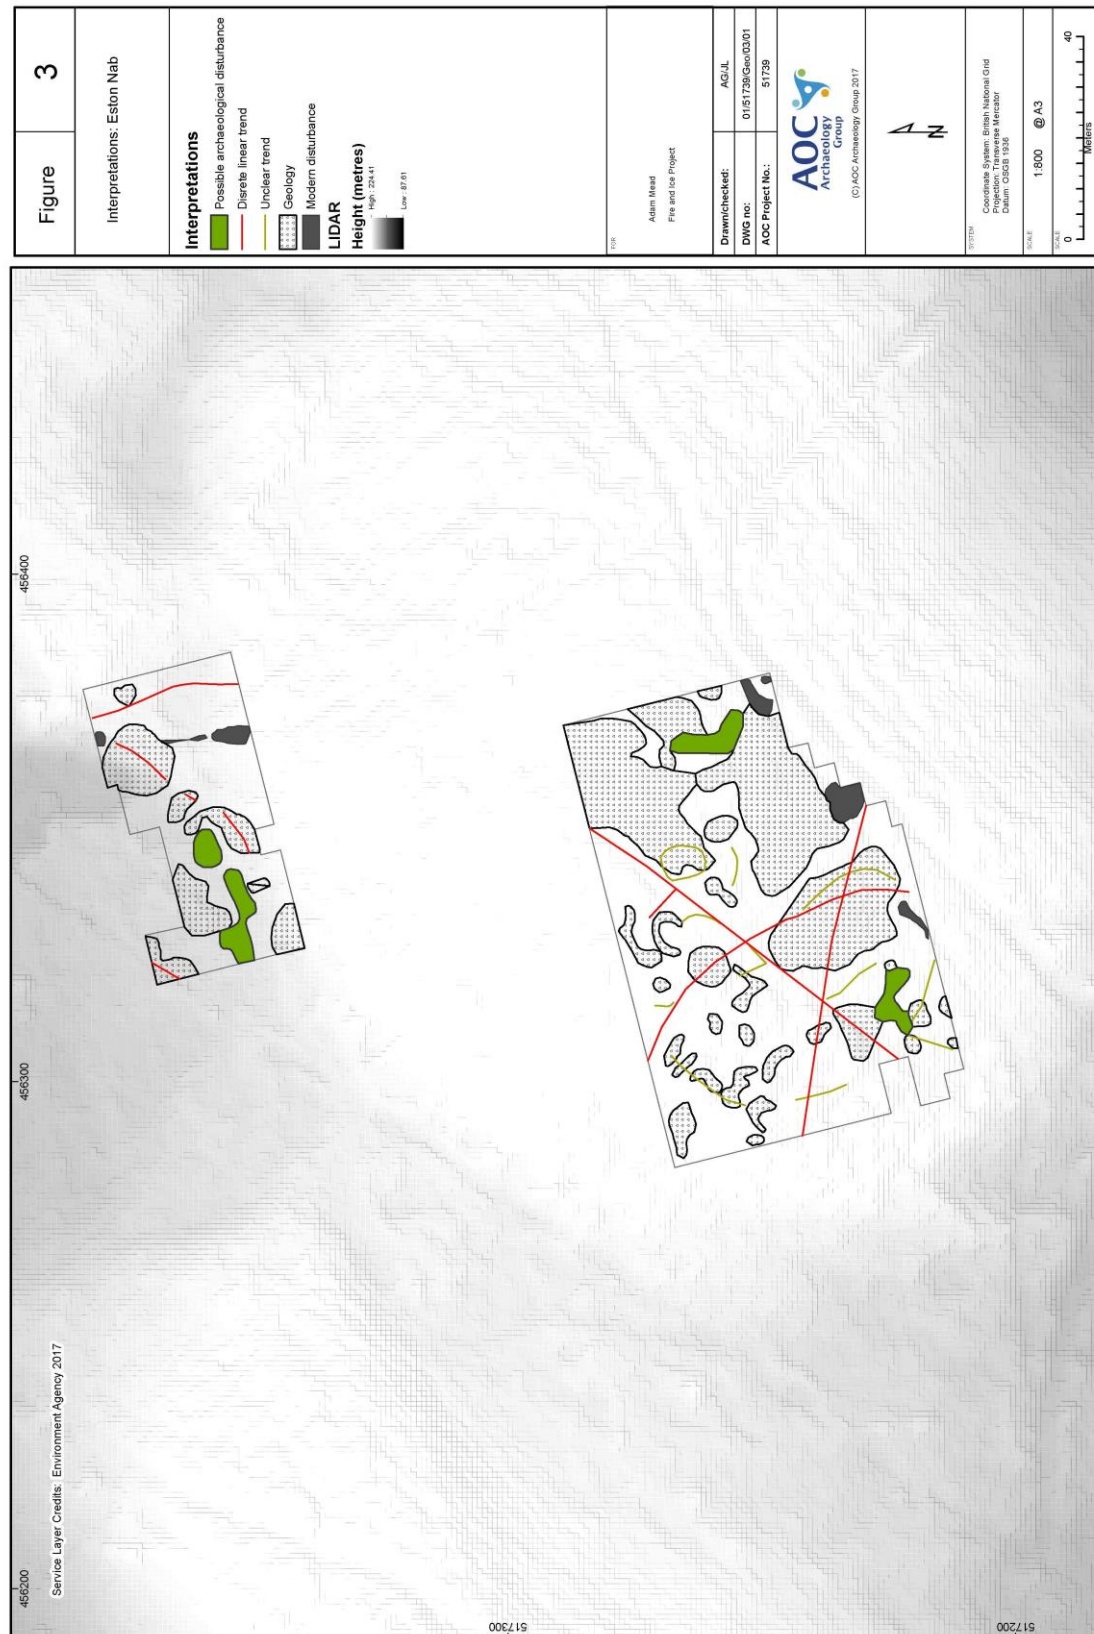 Figure
3
Interpretations: Eston Nab
Interpretations
Possible archaeological disturbance
Disrete linear trend
Unclear trend
Geology
Modern disturbance
LIDAR
Height (metres)
High : 224.41
Low : 87.61
FOR
Adam Mead
Fire and Ice Project
Drawn/checked:
AG/JL
DWG no:
01/51739/Geo/03/01
AOC Project No.:
51739
AOC
Archaeology
Group
(C) AOC Archaeology Group 2017
N
SYSTEM
Coordinate System: British National Grid
Projection: Transverse Mercator
Datum: OSGB 1936
SCALE
1:800 @ A3
SCALE
0
40
Meters
456200
456300
456400
Service Layer Credits: Environment Agency 2017
517300
517200